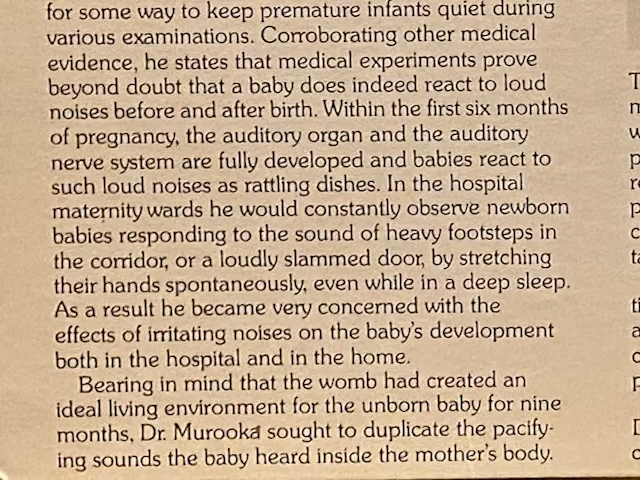 for some way to keep premature infants quiet during
various examinations. Corroborating other medical
evidence, he states that medical experiments prove
beyond doubt that a baby does indeed react to loud
noises before and after birth. Within the first six months
of pregnancy, the auditory organ and the auditory
nerve system are fully developed and babies react to
such loud noises as rattling dishes. In the hospital
maternity wards he would constantly observe newborn
babies responding to the sound of heavy footsteps in
the corridor, or a loudly slammed door, by stretching
their hands spontaneously, even while in a deep sleep.
As a result he became very concerned with the
effects of irritating noises on the baby's development
both in the hospital and in the home.
Bearing in mind that the womb had created an
ideal living environment for the unborn baby for nine
months, Dr. Murooka sought to duplicate the pacify-
ing sounds the baby heard inside the mother's body.